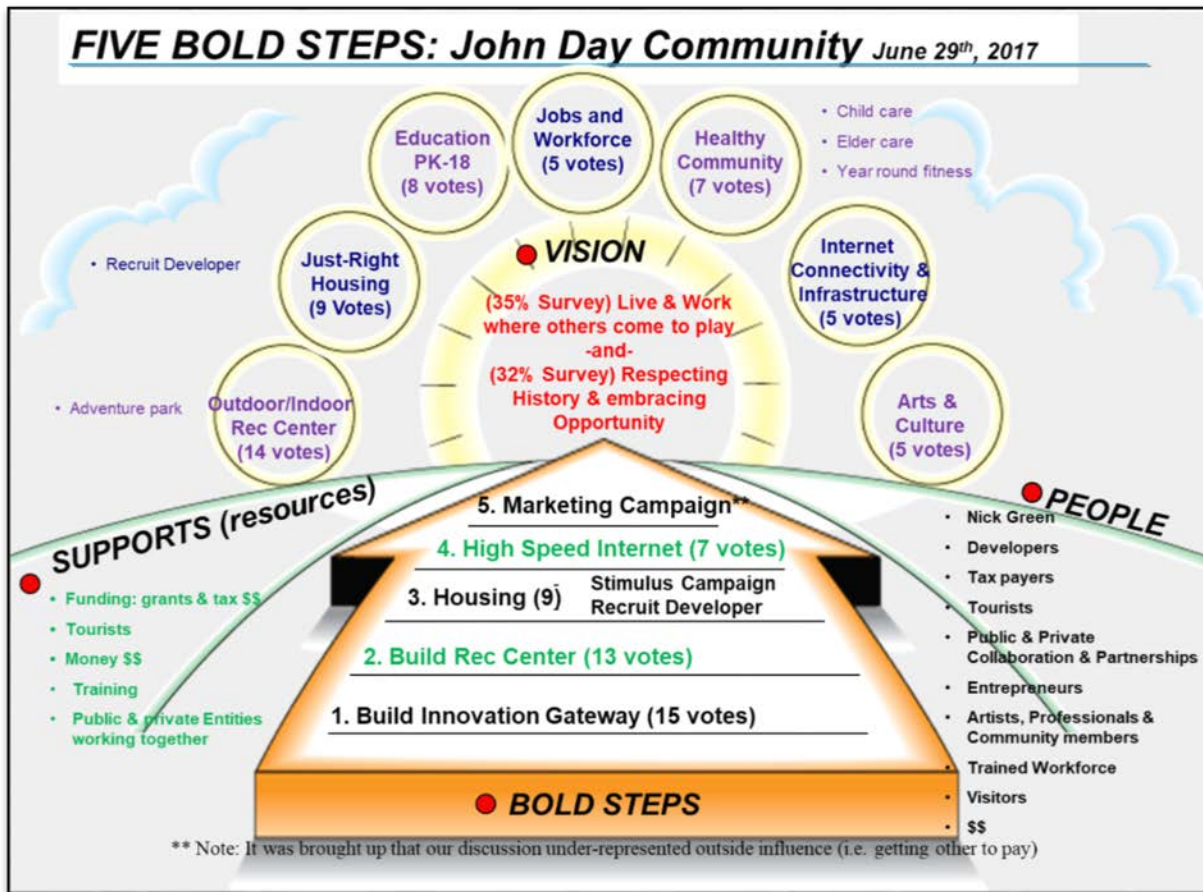 FIVE BOLD STEPS: John Day Community June 29th, 2017
Jobs and
Workforce
(5 votes)
Education
PK-18
(8 votes)
Healthy
Community
(7 votes)
• Child care
• Elder care
• Year round fitness
• Recruit Developer
Just-Right
Housing
(9 Votes)
Internet
Connectivity &
Infrastructure
(5 votes)
• Adventure park
Outdoor/Indoor
Rec Center
(14 votes)
Arts &
Culture
(5 votes)
VISION
(35% Survey) Live & Work
where others come to play
-and-
(32% Survey) Respecting
History & embracing
Opportunity
SUPPORTS (resources)
• Funding: grants & tax $$
• Tourists
• Money $$
• Training
• Public & private Entities
working together
5. Marketing Campaign**
4. High Speed Internet (7 votes)
3. Housing (9) Stimulus Campaign
Recruit Developer
2. Build Rec Center (13 votes)
1. Build Innovation Gateway (15 votes)
BOLD STEPS
PEOPLE
• Nick Green
• Developers
• Tax payers
• Tourists
• Public & Private
Collaboration & Partnerships
• Entrepreneurs
• Artists, Professionals &
Community members
• Trained Workforce
• Visitors
• $$
** Note: It was brought up that our discussion under-represented outside influence (i.e. getting other to pay)